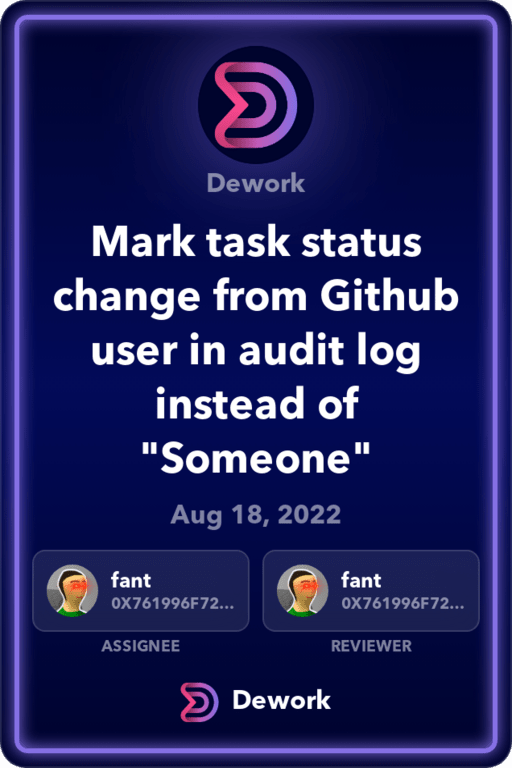 Dework
Mark task status
change from Github
user in audit log
instead of
"Someone"
Aug 18, 2022
fant
0X761996F72...
fant
0X761996F72...
ASSIGNEE
REVIEWER
Dework